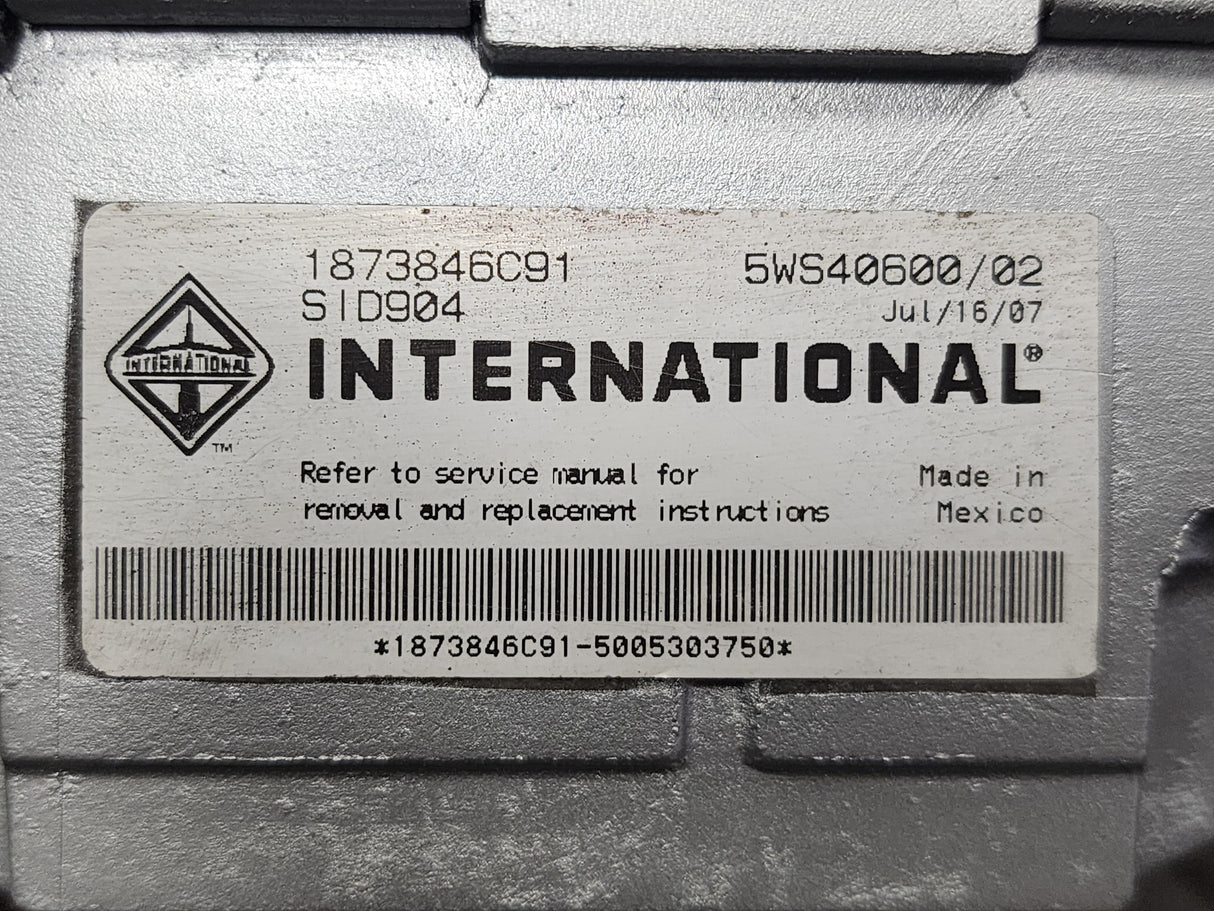 1873846C91 5WS40600/02
SID904 Jul/16/07
INTERNATIONAL®
INTERNATIONAL
TM
Refer to service manual for Made in
removal and replacement instructions Mexico
*1873846C91-5005303750*